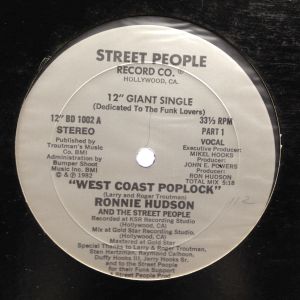 STREET PEOPLE
RECORD CO. ©
HOLLYWOOD, CA.
12" GIANT SINGLE
(Dedicated To The Funk Lovers)
12" BD 1002 A
STEREO
Published by
Troutman's Music
Co. BMI
Administration by
Bumper Shoot
Music Inc. BMI
© & ℗ 1982
33⅓ RPM
PART 1
VOCAL
Executive Producer:
MIKEL HOOKS
Producer:
JOHN E. POWERS
Producer:
RON HUDSON
TOTAL MIX 5:18
"WEST COAST POPLOCK"
(Larry and Roger Troutman)
RONNIE HUDSON
AND THE STREET PEOPLE
Recorded at KSR Recording Studio
(Hollywood, CA)
Mix at Gold Star Recording Studio.
(Hollywood, CA)
Mastered at Gold Star
Special Thanks to Larry & Roger Troutman,
Stan Hertzman, Raymond Calhoun,
Duffy Hooks III, Jerry Hooks Sr.
and to the Street People
for their Funk Support